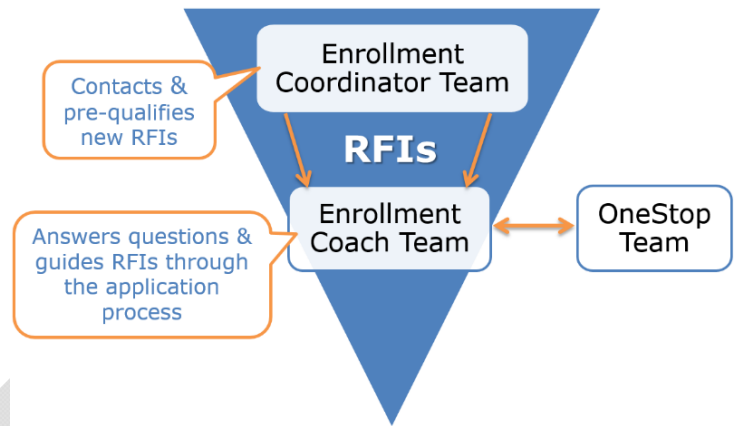 Enrollment
Coordinator Team
Contacts &
pre-qualifies
new RFIs
RFIs
Enrollment
Coach Team
OneStop
Team
Answers questions &
guides RFIs through
the application
process